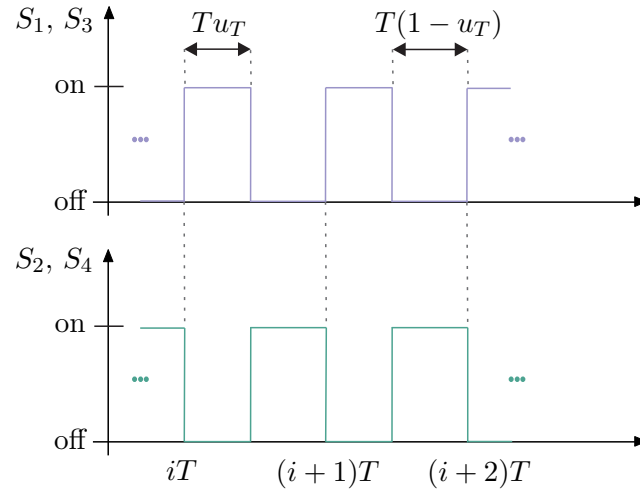 S₁, S₃ Tu_T T(1 − u_T)
on
... ...
off
S₂, S₄
on
... ...
off
iT (i + 1)T (i + 2)T